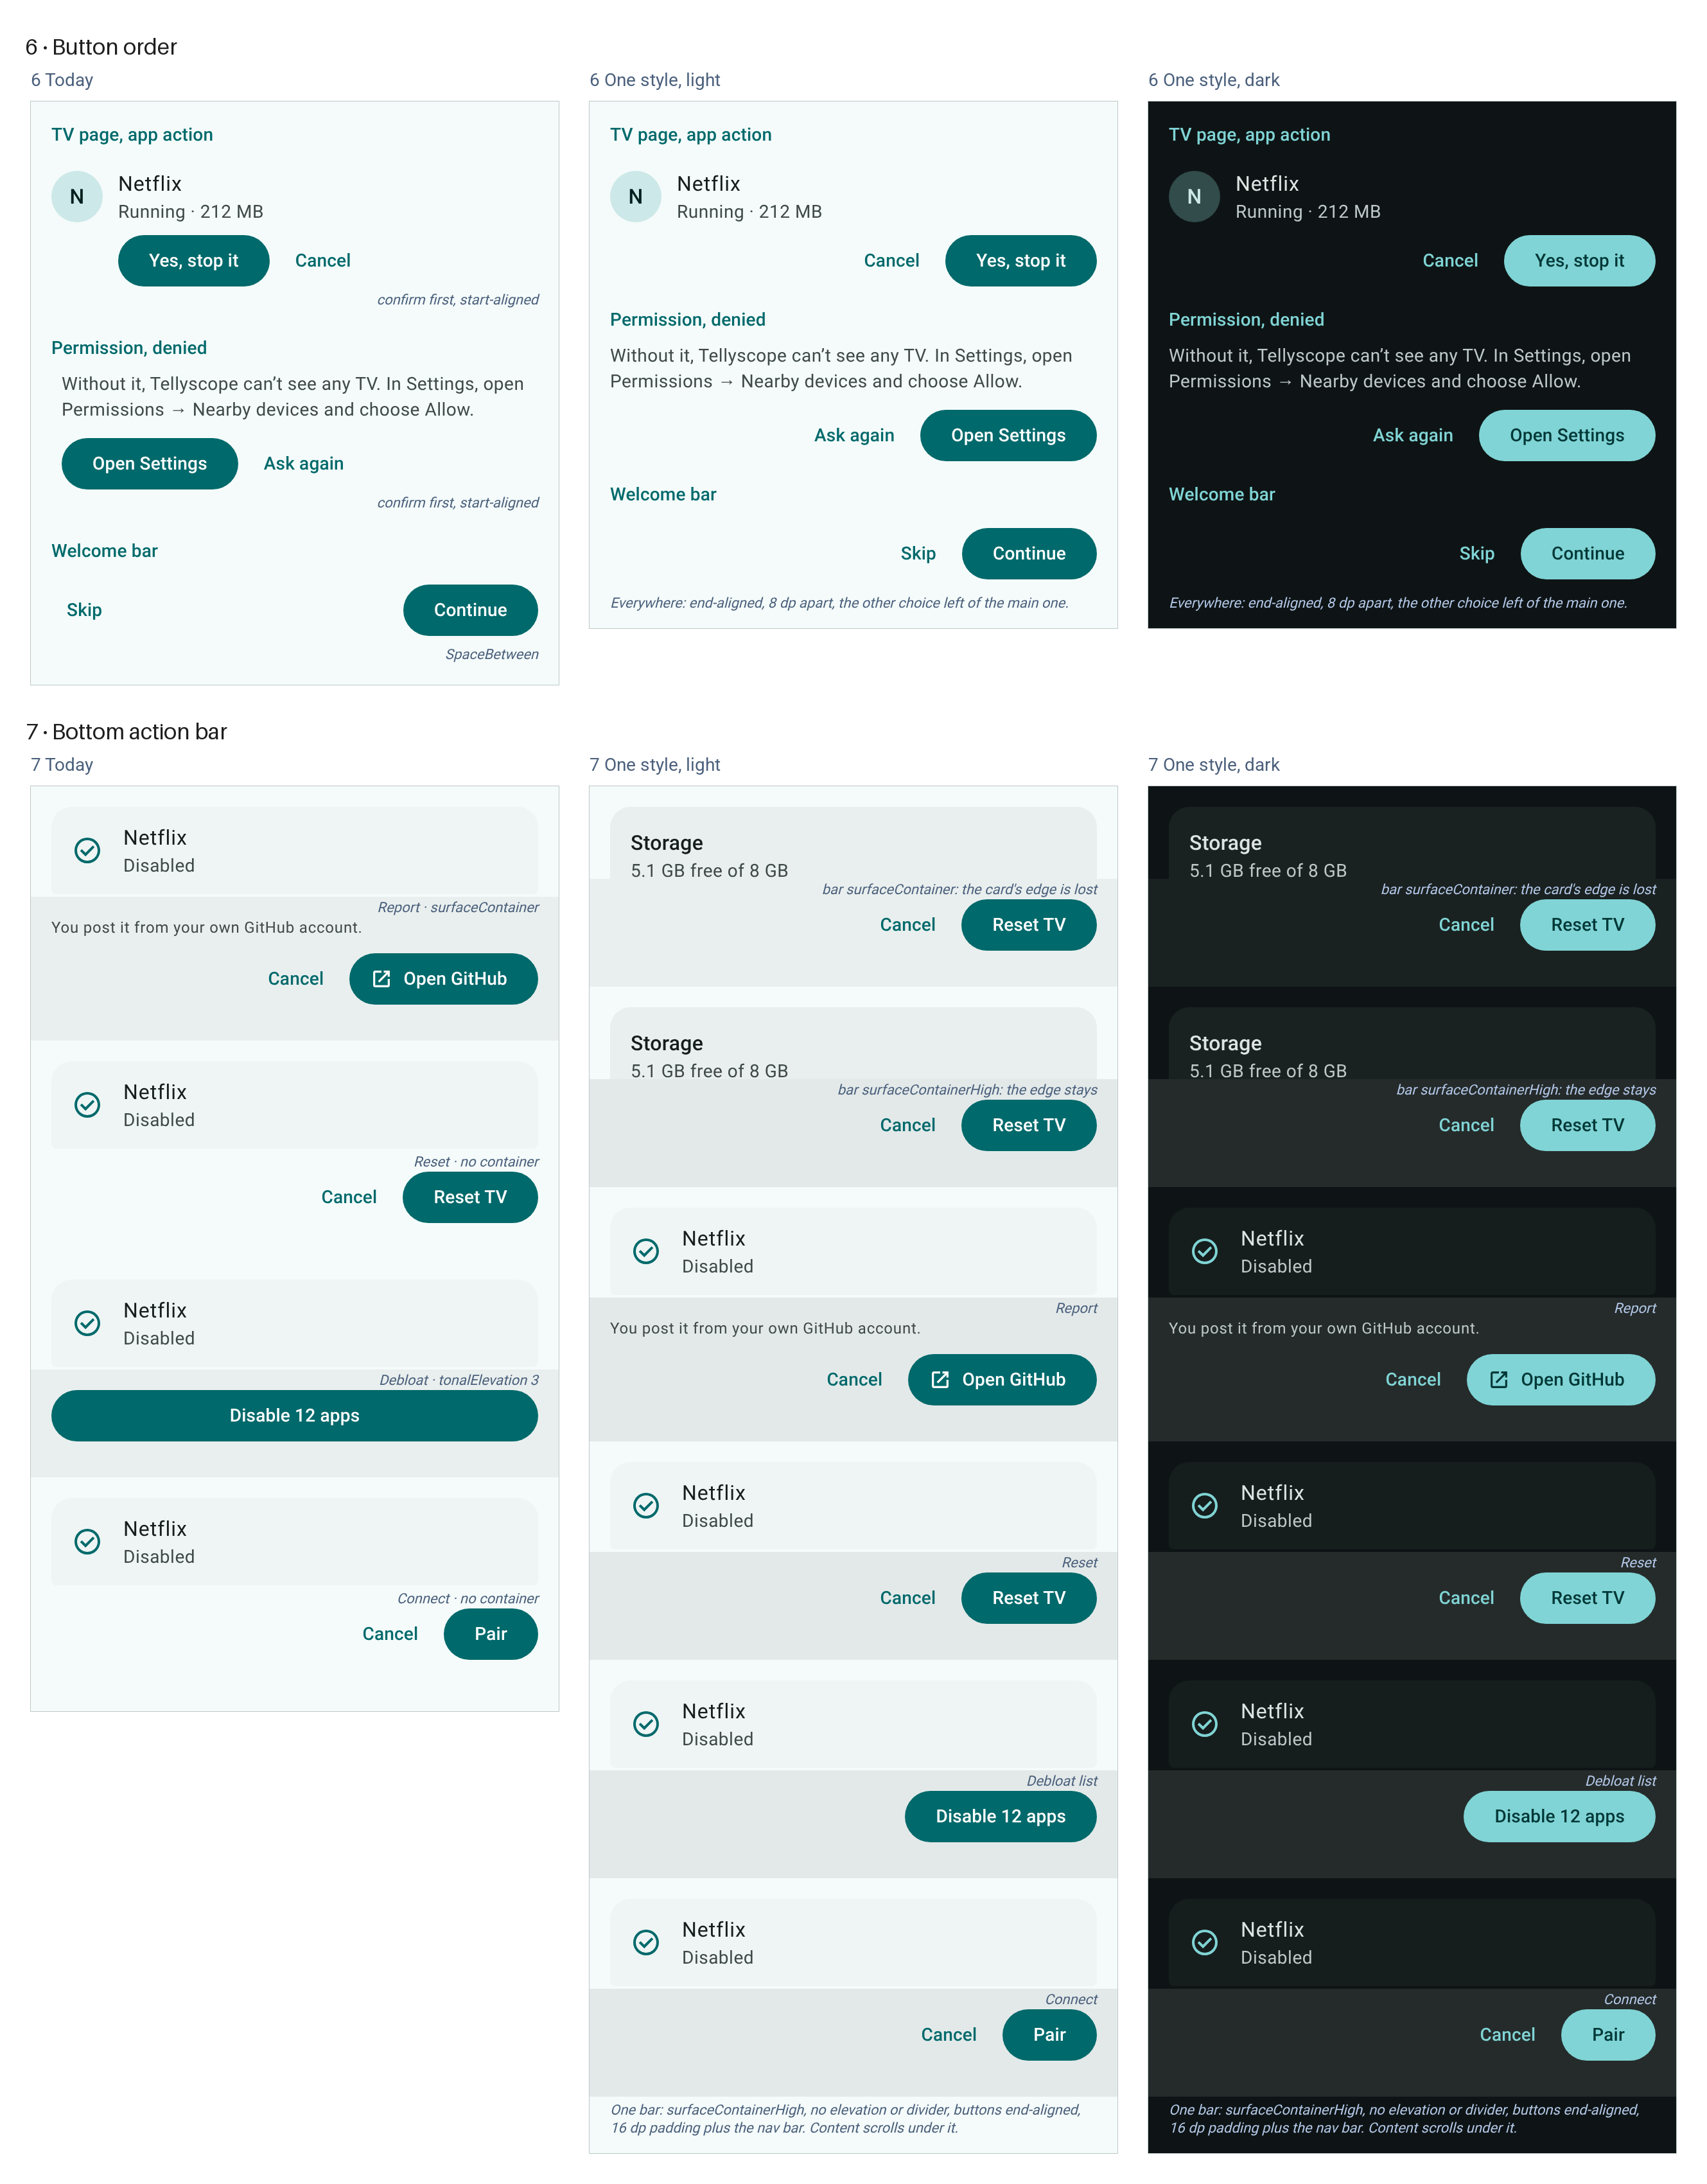 6 · Button order
6 Today
TV page, app action
N
Netflix
Running · 212 MB
Yes, stop it
Cancel
confirm first, start-aligned
Permission, denied
Without it, Tellyscope can’t see any TV. In Settings, open
Permissions → Nearby devices and choose Allow.
Open Settings
Ask again
confirm first, start-aligned
Welcome bar
Skip
Continue
SpaceBetween
6 One style, light
TV page, app action
N
Netflix
Running · 212 MB
Cancel
Yes, stop it
Permission, denied
Without it, Tellyscope can’t see any TV. In Settings, open
Permissions → Nearby devices and choose Allow.
Ask again
Open Settings
Welcome bar
Skip
Continue
Everywhere: end-aligned, 8 dp apart, the other choice left of the main one.
6 One style, dark
TV page, app action
N
Netflix
Running · 212 MB
Cancel
Yes, stop it
Permission, denied
Without it, Tellyscope can’t see any TV. In Settings, open
Permissions → Nearby devices and choose Allow.
Ask again
Open Settings
Welcome bar
Skip
Continue
Everywhere: end-aligned, 8 dp apart, the other choice left of the main one.
7 · Bottom action bar
7 Today
Netflix
Disabled
Report · surfaceContainer
You post it from your own GitHub account.
Cancel
Open GitHub
Netflix
Disabled
Reset · no container
Cancel
Reset TV
Netflix
Disabled
Debloat · tonalElevation 3
Disable 12 apps
Netflix
Disabled
Connect · no container
Cancel
Pair
7 One style, light
Storage
5.1 GB free of 8 GB
bar surfaceContainer: the card's edge is lost
Cancel
Reset TV
Storage
5.1 GB free of 8 GB
bar surfaceContainerHigh: the edge stays
Cancel
Reset TV
Netflix
Disabled
Report
You post it from your own GitHub account.
Cancel
Open GitHub
Netflix
Disabled
Reset
Cancel
Reset TV
Netflix
Disabled
Debloat list
Disable 12 apps
Netflix
Disabled
Connect
Cancel
Pair
One bar: surfaceContainerHigh, no elevation or divider, buttons end-aligned,
16 dp padding plus the nav bar. Content scrolls under it.
7 One style, dark
Storage
5.1 GB free of 8 GB
bar surfaceContainer: the card's edge is lost
Cancel
Reset TV
Storage
5.1 GB free of 8 GB
bar surfaceContainerHigh: the edge stays
Cancel
Reset TV
Netflix
Disabled
Report
You post it from your own GitHub account.
Cancel
Open GitHub
Netflix
Disabled
Reset
Cancel
Reset TV
Netflix
Disabled
Debloat list
Disable 12 apps
Netflix
Disabled
Connect
Cancel
Pair
One bar: surfaceContainerHigh, no elevation or divider, buttons end-aligned,
16 dp padding plus the nav bar. Content scrolls under it.